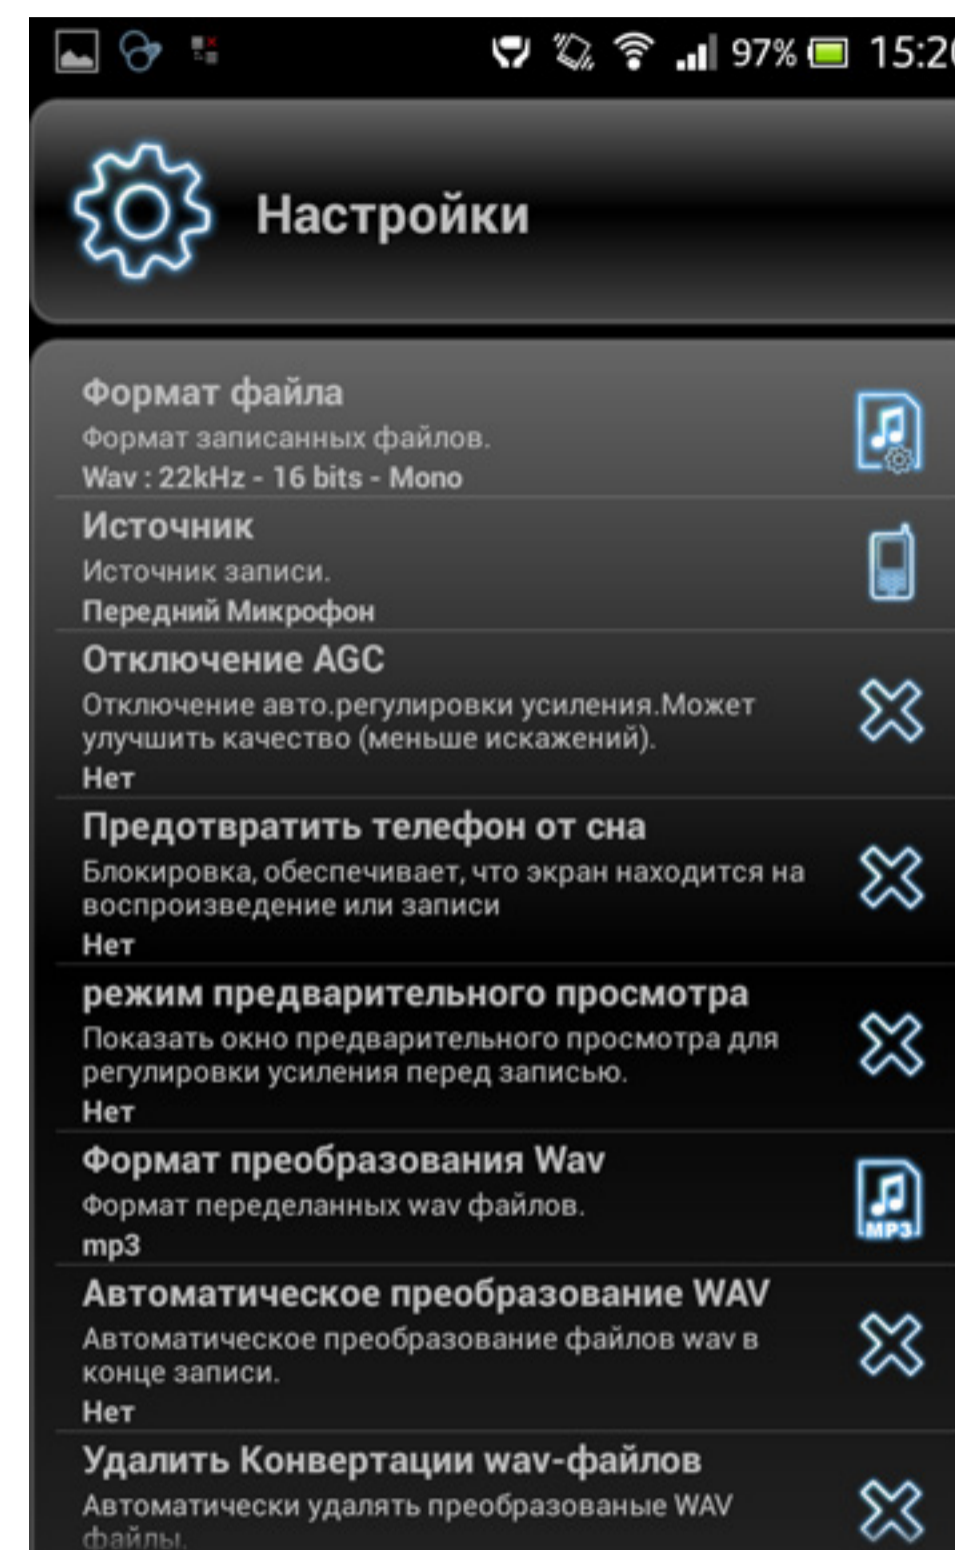 97% 15:20
Настройки
Формат файла
Формат записанных файлов.
Wav : 22kHz - 16 bits - Mono
Источник
Источник записи.
Передний Микрофон
Отключение AGC
Отключение авто.регулировки усиления.Может
улучшить качество (меньше искажений).
Нет
Предотвратить телефон от сна
Блокировка, обеспечивает, что экран находится на
воспроизведение или записи
Нет
режим предварительного просмотра
Показать окно предварительного просмотра для
регулировки усиления перед записью.
Нет
Формат преобразования Wav
Формат переделанных wav файлов.
mp3
MP3
Автоматическое преобразование WAV
Автоматическое преобразование файлов wav в
конце записи.
Нет
Удалить Конвертации wav-файлов
Автоматически удалять преобразованые WAV
файлы.